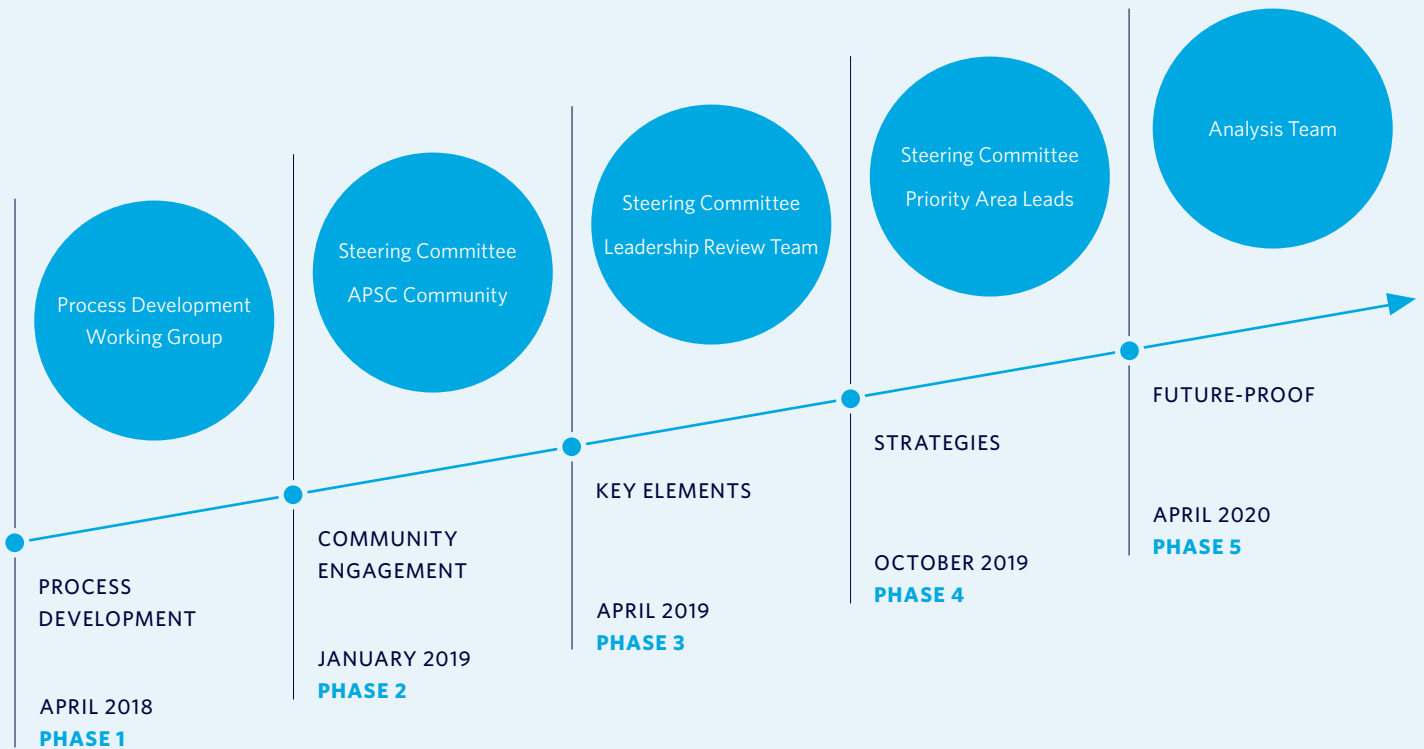 Process Development
Working Group
PROCESS
DEVELOPMENT
APRIL 2018
PHASE 1
Steering Committee
APSC Community
COMMUNITY
ENGAGEMENT
JANUARY 2019
PHASE 2
Steering Committee
Leadership Review Team
KEY ELEMENTS
APRIL 2019
PHASE 3
Steering Committee
Priority Area Leads
STRATEGIES
OCTOBER 2019
PHASE 4
Analysis Team
FUTURE-PROOF
APRIL 2020
PHASE 5